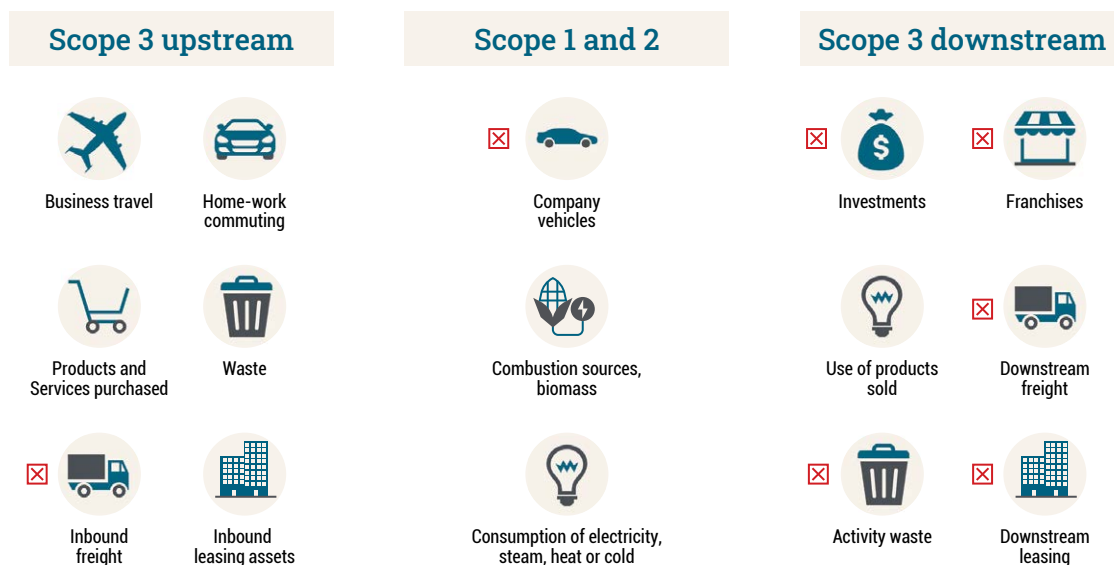 Scope 3 upstream
Business travel
Home-work
commuting
Products and
Services purchased
Waste
Inbound
freight
Inbound
leasing assets
Scope 1 and 2
Company
vehicles
Combustion sources,
biomass
Consumption of electricity,
steam, heat or cold
Scope 3 downstream
$
Investments
Franchises
Use of products
sold
Downstream
freight
Activity waste
Downstream
leasing